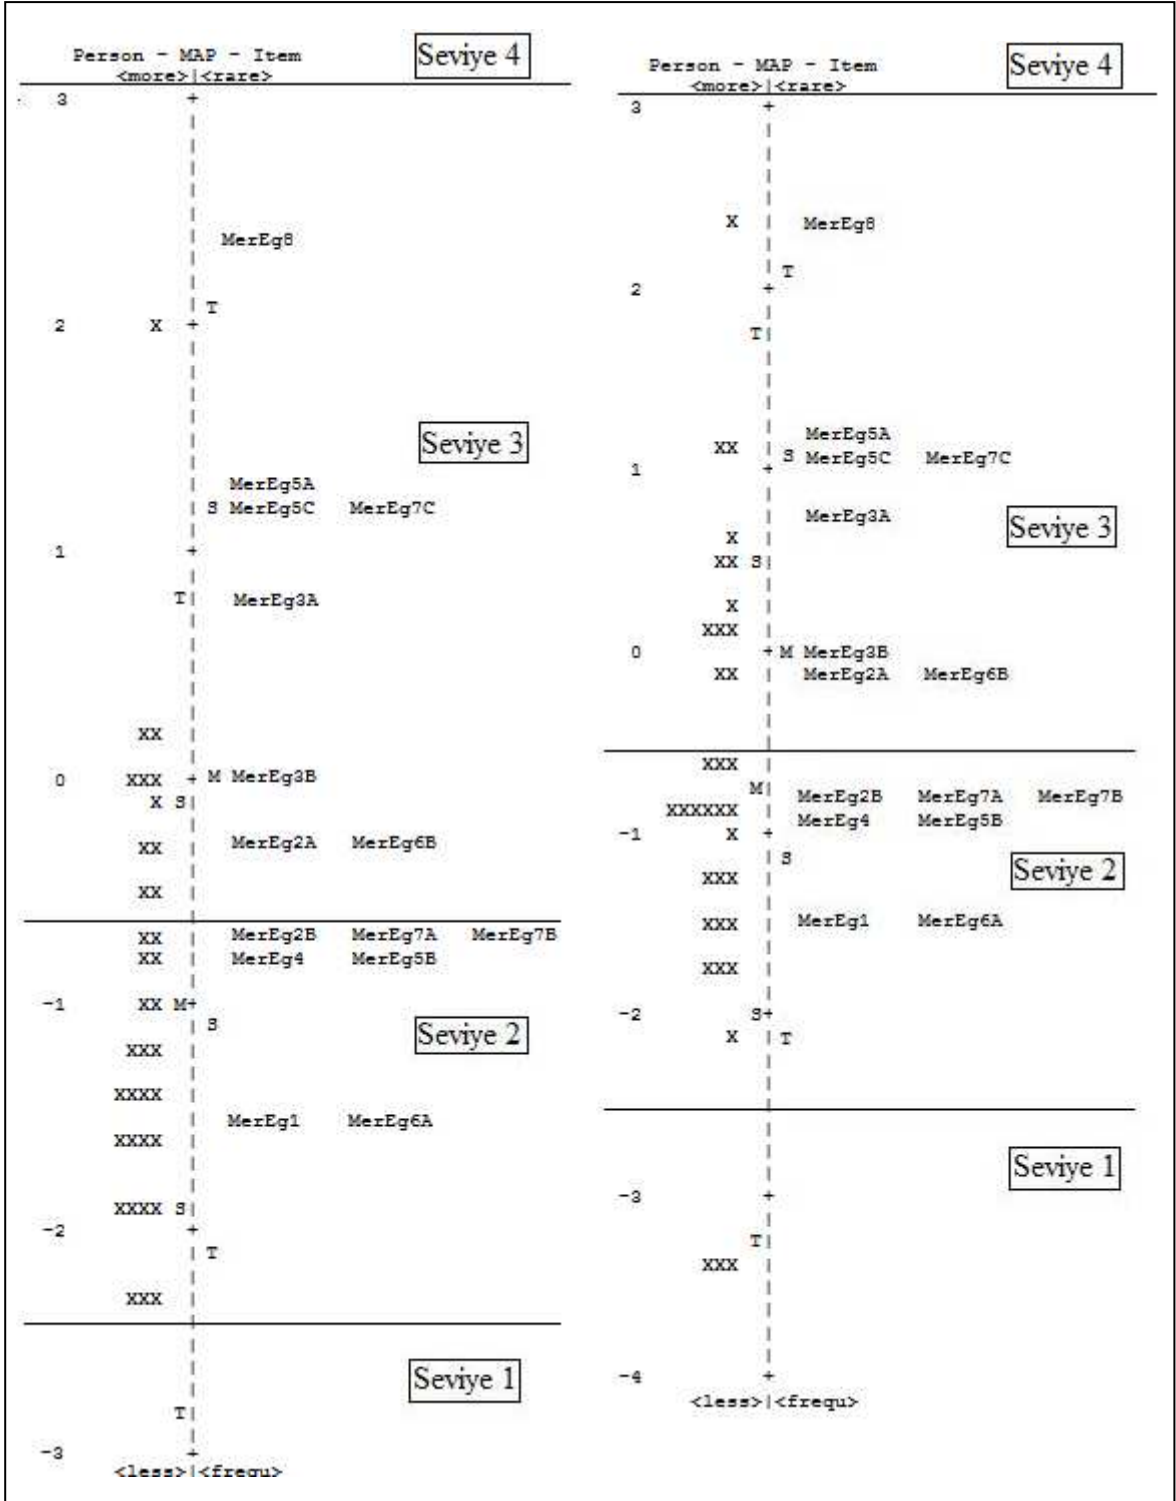 Person - MAP - Item
<more>|<rare>
Seviye 4
3 +
MerEg8
T
2 X +
Seviye 3
MerEg5A
S MerEg5C MerEg7C
1 +
T| MerEg3A
XX
0 XXX + M MerEg3B
X S|
XX MerEg2A MerEg6B
XX
XX MerEg2B MerEg7A MerEg7B
XX MerEg4 MerEg5B
-1 XX M+
S
Seviye 2
XXX
XXXX
MerEg1 MerEg6A
XXXX
XXXX S|
-2 +
T
XXX
Seviye 1
T|
-3 +
<less>|<frequ>
Person - MAP - Item
<more>|<rare>
Seviye 4
3 +
X MerEg8
T
2 +
T|
MerEg5A
XX S MerEg5C MerEg7C
1 +
MerEg3A
Seviye 3
X
XX S|
X
XXX
0 + M MerEg3B
XX MerEg2A MerEg6B
XXX
M| MerEg2B MerEg7A MerEg7B
XXXXXX MerEg4 MerEg5B
-1 X +
S
Seviye 2
XXX
XXX MerEg1 MerEg6A
XXX
-2 S+
X T
Seviye 1
-3 +
T|
XXX
-4 +
<less>|<frequ>